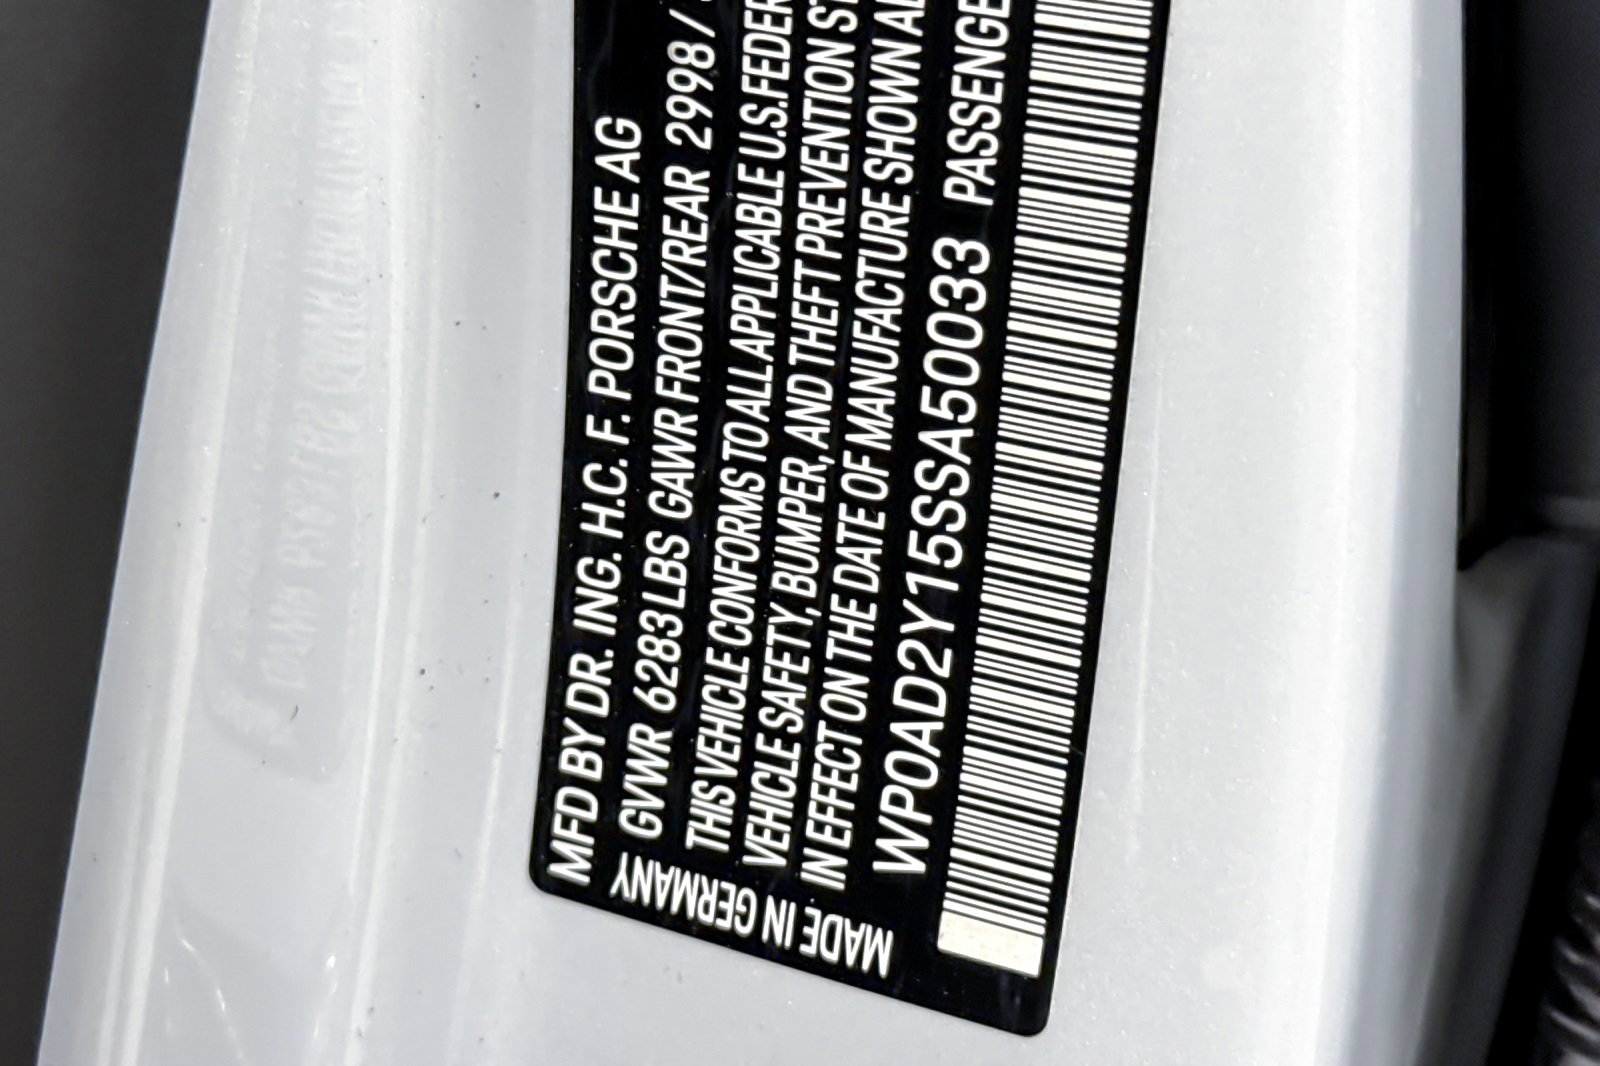 MFD BY DR. ING. H.C. F. PORSCHE AG
GVWR 6283 LBS GAWR FRONT/REAR 2998 /
THIS VEHICLE CONFORMS TO ALL APPLICABLE U.S. FEDER
VEHICLE SAFETY, BUMPER, AND THEFT PREVENTION ST
IN EFFECT ON THE DATE OF MANUFACTURE SHOWN A
WP0AD2Y15SSA50033 PASSENGE
MADE IN GERMANY